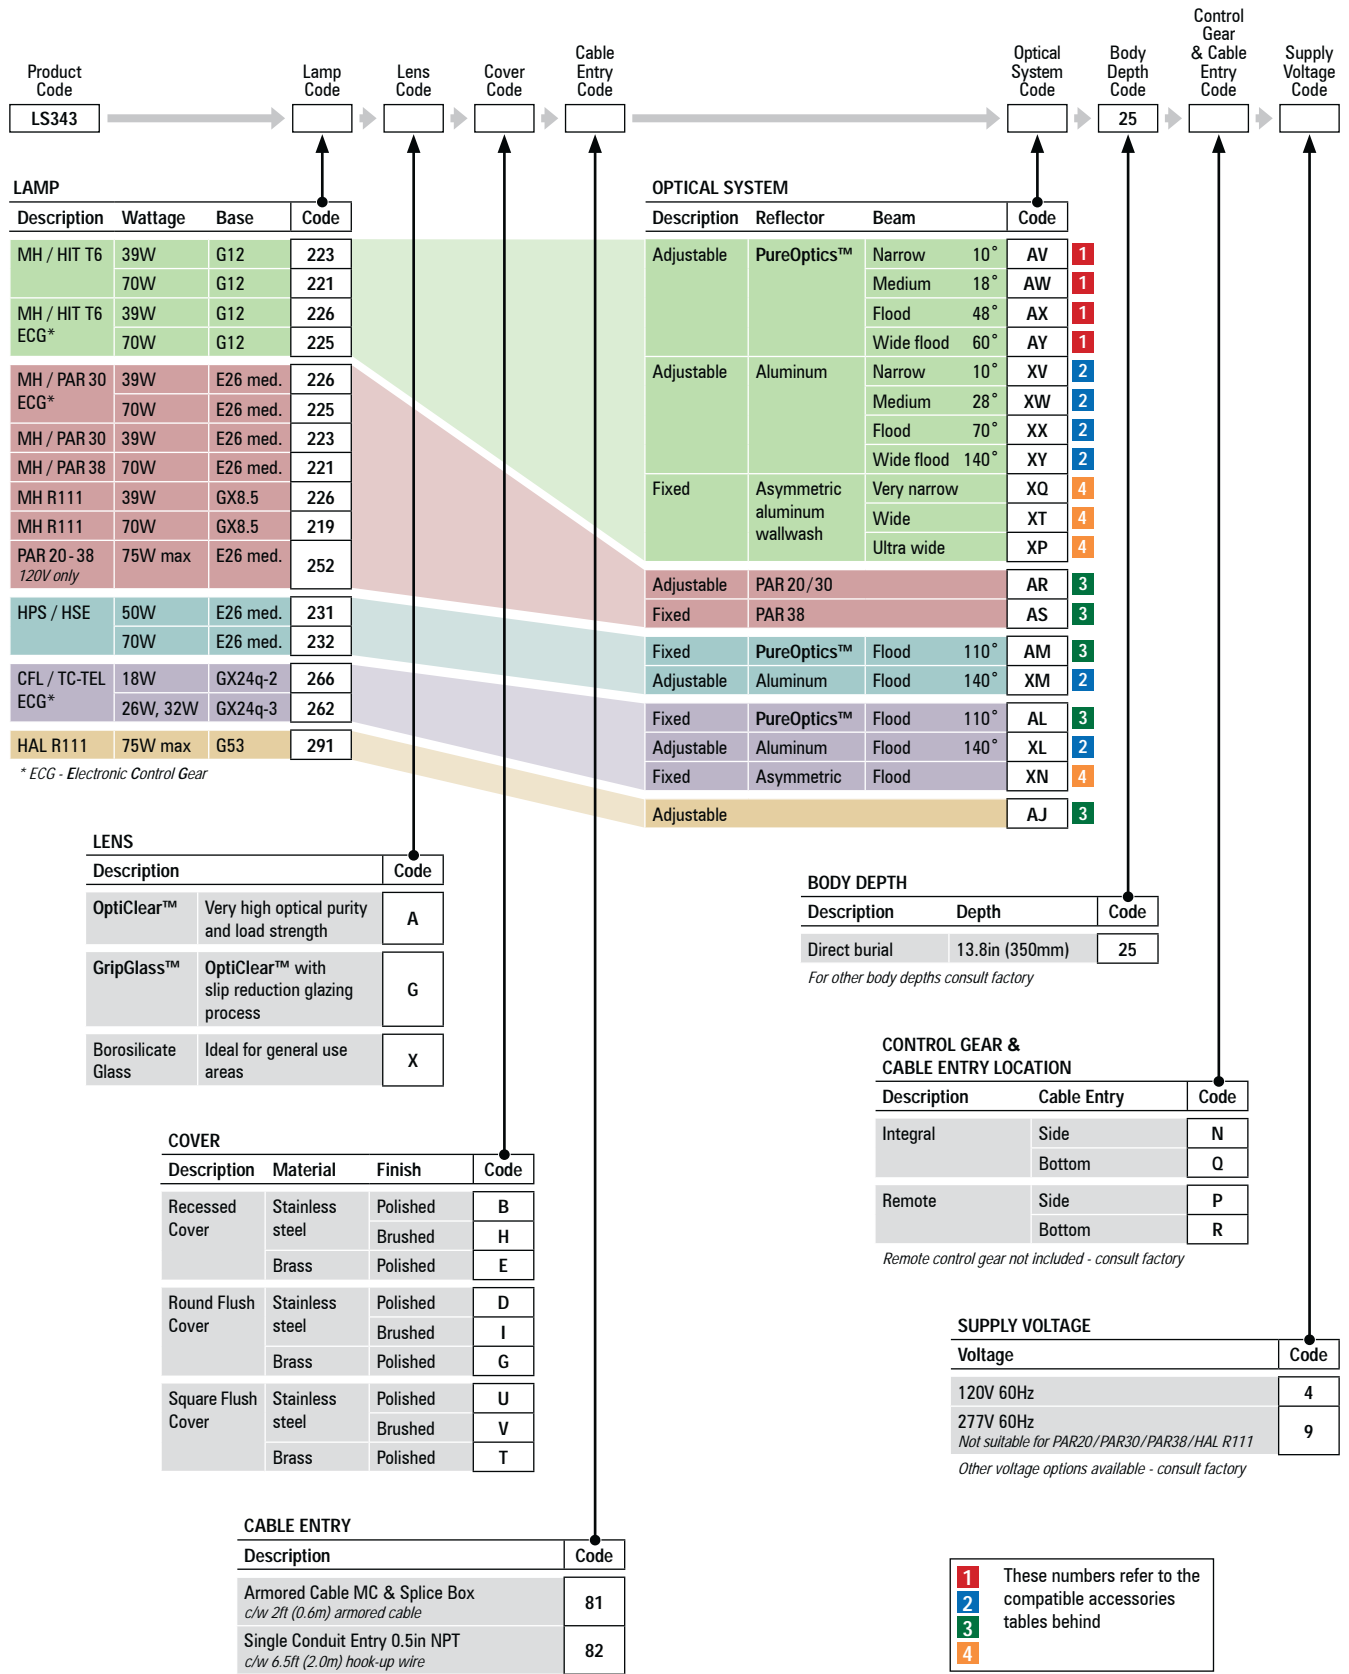 Product Code
Lamp Code
Lens Code
Cover Code
Cable Entry Code
Optical System Code
Body Depth Code
Control Gear & Cable Entry Code
Supply Voltage Code
LS343
25
LAMP
Description Wattage Base Code
MH / HIT T6 39W G12 223
70W G12 221
MH / HIT T6 39W G12 226
ECG* 70W G12 225
MH / PAR 30 39W E26 med. 226
ECG* 70W E26 med. 225
MH / PAR 30 39W E26 med. 223
MH / PAR 38 70W E26 med. 221
MH R111 39W GX8.5 226
MH R111 70W GX8.5 219
PAR 20-38 75W max E26 med. 252
120V only
HPS / HSE 50W E26 med. 231
70W E26 med. 232
CFL / TC-TEL 18W GX24q-2 266
ECG* 26W, 32W GX24q-3 262
HAL R111 75W max G53 291
* ECG - Electronic Control Gear
OPTICAL SYSTEM
Description Reflector Beam Code
Adjustable PureOptics™ Narrow 10° AV 1
Medium 18° AW 1
Flood 48° AX 1
Wide flood 60° AY 1
Adjustable Aluminum Narrow 10° XV 2
Medium 28° XW 2
Flood 70° XX 2
Wide flood 140° XY 2
Fixed Asymmetric Very narrow XQ 4
aluminum Wide XT 4
wallwash Ultra wide XP 4
Adjustable PAR 20/30 AR 3
Fixed PAR 38 AS 3
Fixed PureOptics™ Flood 110° AM 3
Adjustable Aluminum Flood 140° XM 2
Fixed PureOptics™ Flood 110° AL 3
Adjustable Aluminum Flood 140° XL 2
Fixed Asymmetric Flood XN 4
Adjustable AJ 3
LENS
Description Code
OptiClear™ Very high optical purity A
and load strength
GripGlass™ OptiClear™ with
slip reduction glazing G
process
Borosilicate Ideal for general use X
Glass areas
BODY DEPTH
Description Depth Code
Direct burial 13.8in (350mm) 25
For other body depths consult factory
CONTROL GEAR &
CABLE ENTRY LOCATION
Description Cable Entry Code
Integral Side N
Bottom Q
Remote Side P
Bottom R
Remote control gear not included - consult factory
COVER
Description Material Finish Code
Recessed Stainless Polished B
Cover steel Brushed H
Brass Polished E
Round Flush Stainless Polished D
Cover steel Brushed I
Brass Polished G
Square Flush Stainless Polished U
Cover steel Brushed V
Brass Polished T
SUPPLY VOLTAGE
Voltage Code
120V 60Hz 4
277V 60Hz 9
Not suitable for PAR20/PAR30/PAR38/HAL R111
Other voltage options available - consult factory
CABLE ENTRY
Description Code
Armored Cable MC & Splice Box 81
c/w 2ft (0.6m) armored cable
Single Conduit Entry 0.5in NPT 82
c/w 6.5ft (2.0m) hook-up wire
1 These numbers refer to the
2 compatible accessories
3 tables behind
4